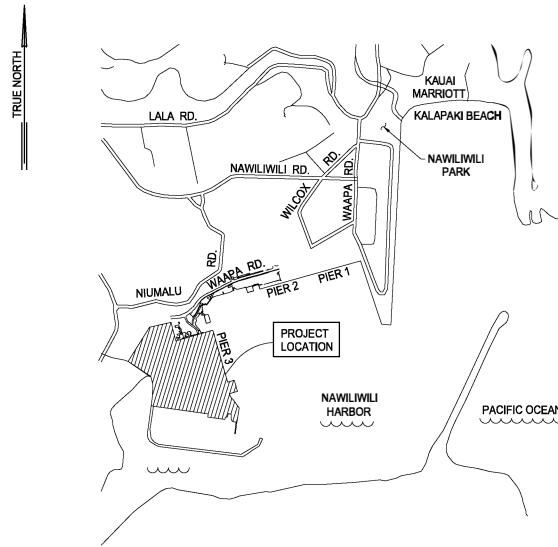 TRUE NORTH
KAUAI
MARRIOTT
KALAPAKI BEACH
LALA RD.
NAWILIWILI
PARK
NAWILIWILI RD.
WILCOX RD.
WAAPA RD.
NIUMALU RD.
WAAPA RD.
PIER 2
PIER 1
PIER 3
PROJECT
LOCATION
NAWILIWILI
HARBOR
PACIFIC OCEAN